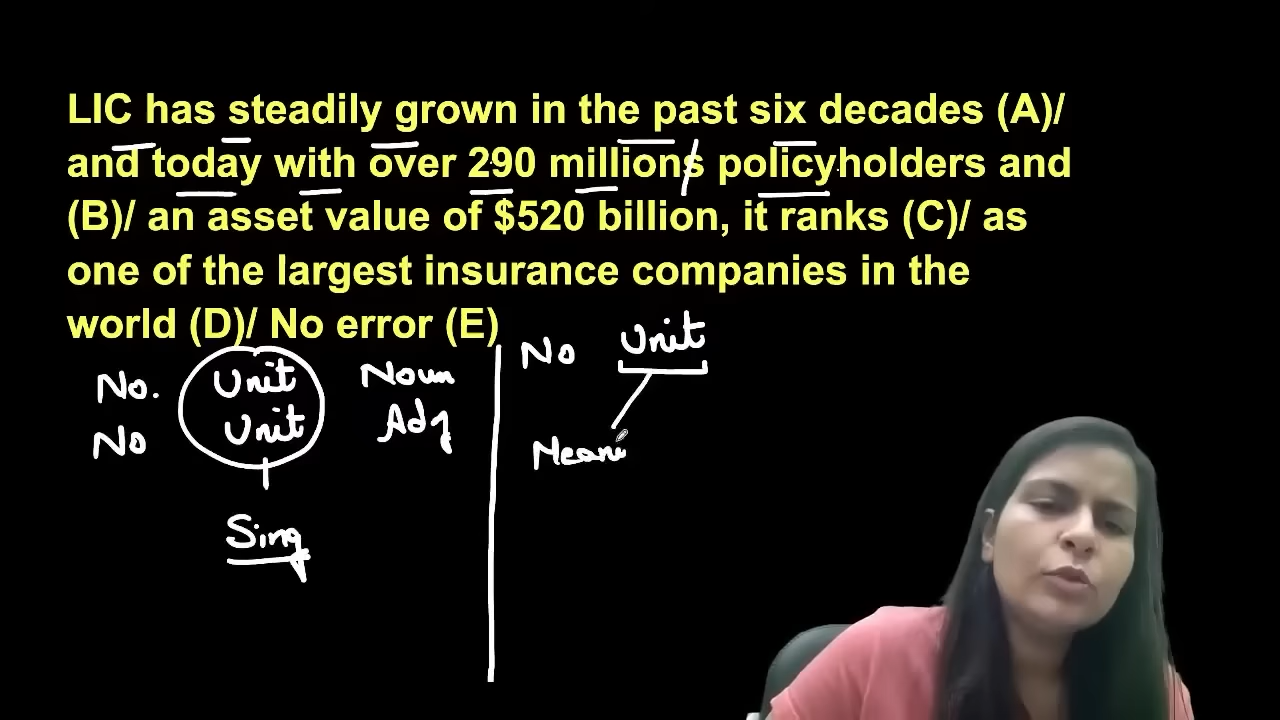 LIC has steadily grown in the past six decades (A)/
and today with over 290 millions policyholders and
(B)/ an asset value of $520 billion, it ranks (C)/ as
one of the largest insurance companies in the
world (D)/ No error (E)
No. Unit Noun
No Unit Adj
Sing
No Unit
Meani